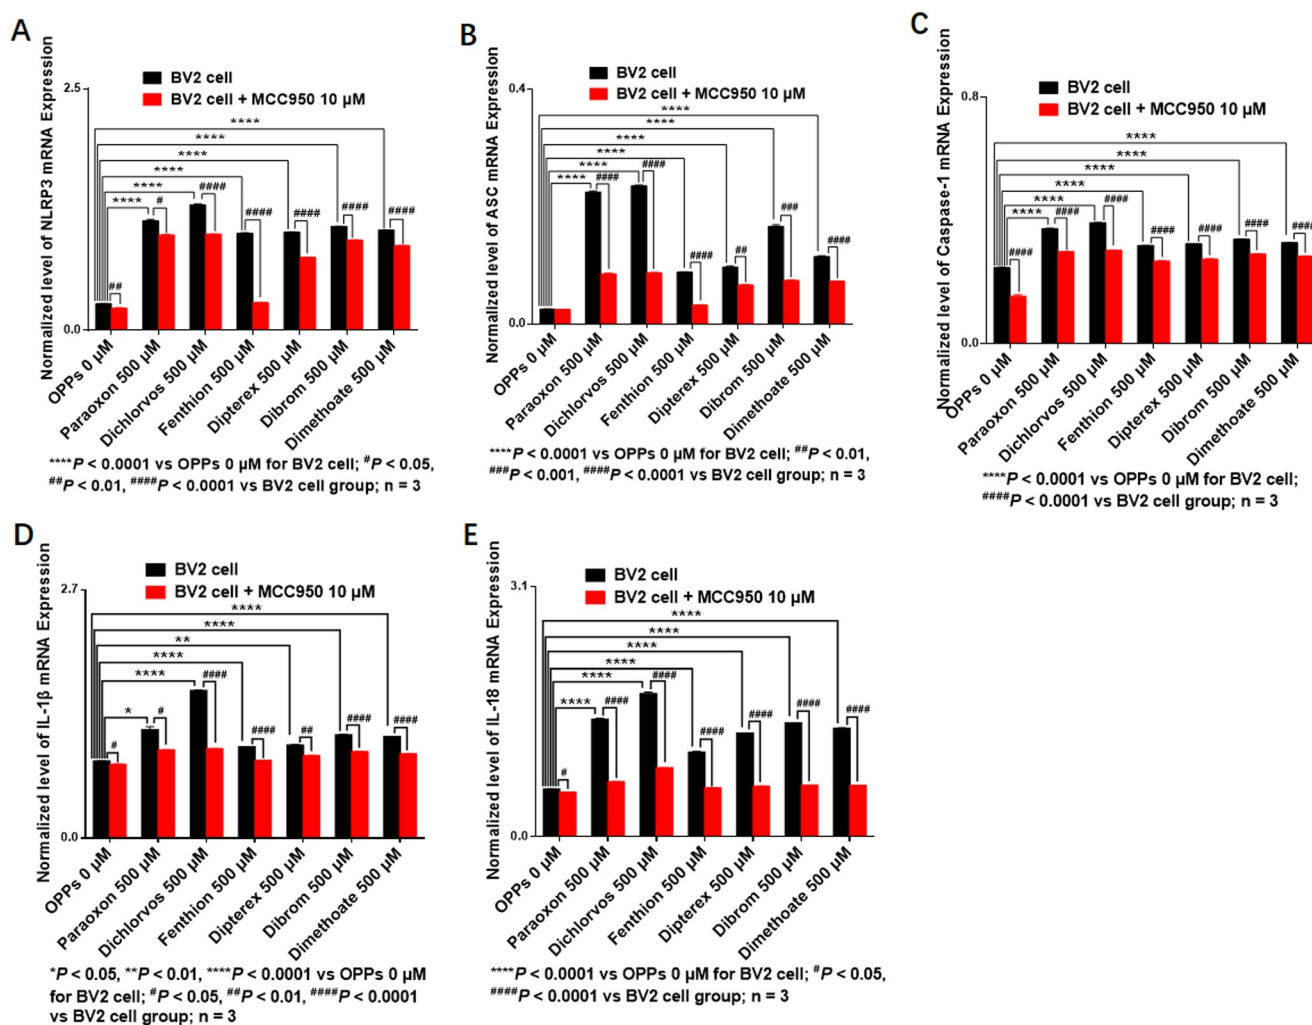 A
Normalized level of NLRP3 mRNA Expression
BV2 cell
BV2 cell + MCC950 10 μM
2.5
0.0
****
****
****
****
****
****
##
#
####
####
####
####
####
OPPs 0 μM
Paraoxon 500 μM
Dichlorvos 500 μM
Fenthion 500 μM
Dipterex 500 μM
Dibrom 500 μM
Dimethoate 500 μM
****P < 0.0001 vs OPPs 0 μM for BV2 cell; #P < 0.05,
##P < 0.01, ####P < 0.0001 vs BV2 cell group; n = 3
B
Normalized level of ASC mRNA Expression
BV2 cell
BV2 cell + MCC950 10 μM
0.4
0.0
****
****
****
****
****
****
####
####
####
##
###
####
OPPs 0 μM
Paraoxon 500 μM
Dichlorvos 500 μM
Fenthion 500 μM
Dipterex 500 μM
Dibrom 500 μM
Dimethoate 500 μM
****P < 0.0001 vs OPPs 0 μM for BV2 cell; ##P < 0.01,
###P < 0.001, ####P < 0.0001 vs BV2 cell group; n = 3
C
Normalized level of Caspase-1 mRNA Expression
BV2 cell
BV2 cell + MCC950 10 μM
0.8
0.0
****
****
****
****
****
****
####
####
####
####
####
####
####
OPPs 0 μM
Paraoxon 500 μM
Dichlorvos 500 μM
Fenthion 500 μM
Dipterex 500 μM
Dibrom 500 μM
Dimethoate 500 μM
****P < 0.0001 vs OPPs 0 μM for BV2 cell;
####P < 0.0001 vs BV2 cell group; n = 3
D
Normalized level of IL-1β mRNA Expression
BV2 cell
BV2 cell + MCC950 10 μM
2.7
0.0
****
****
**
****
****
*
#
#
####
####
##
####
####
OPPs 0 μM
Paraoxon 500 μM
Dichlorvos 500 μM
Fenthion 500 μM
Dipterex 500 μM
Dibrom 500 μM
Dimethoate 500 μM
*P < 0.05, **P < 0.01, ****P < 0.0001 vs OPPs 0 μM
for BV2 cell; #P < 0.05, ##P < 0.01, ####P < 0.0001
vs BV2 cell group; n = 3
E
Normalized level of IL-18 mRNA Expression
BV2 cell
BV2 cell + MCC950 10 μM
3.1
0.0
****
****
****
****
****
****
#
####
####
####
####
####
####
OPPs 0 μM
Paraoxon 500 μM
Dichlorvos 500 μM
Fenthion 500 μM
Dipterex 500 μM
Dibrom 500 μM
Dimethoate 500 μM
****P < 0.0001 vs OPPs 0 μM for BV2 cell; #P < 0.05,
####P < 0.0001 vs BV2 cell group; n = 3